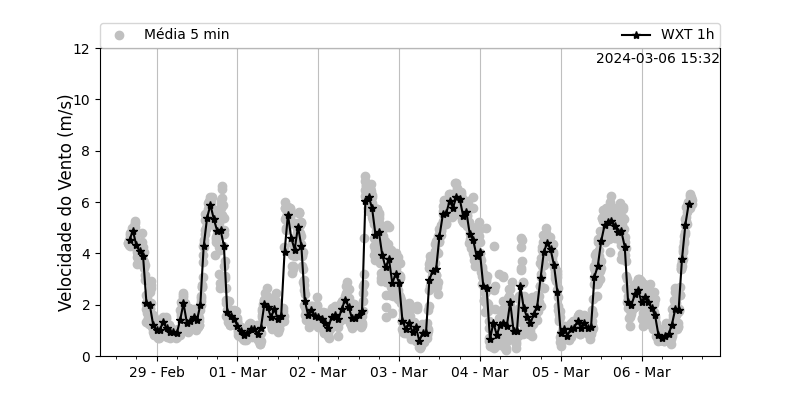 Média 5 min
WXT 1h
2024-03-06 15:32
Velocidade do Vento (m/s)
12
10
8
6
4
2
0
29 - Feb
01 - Mar
02 - Mar
03 - Mar
04 - Mar
05 - Mar
06 - Mar